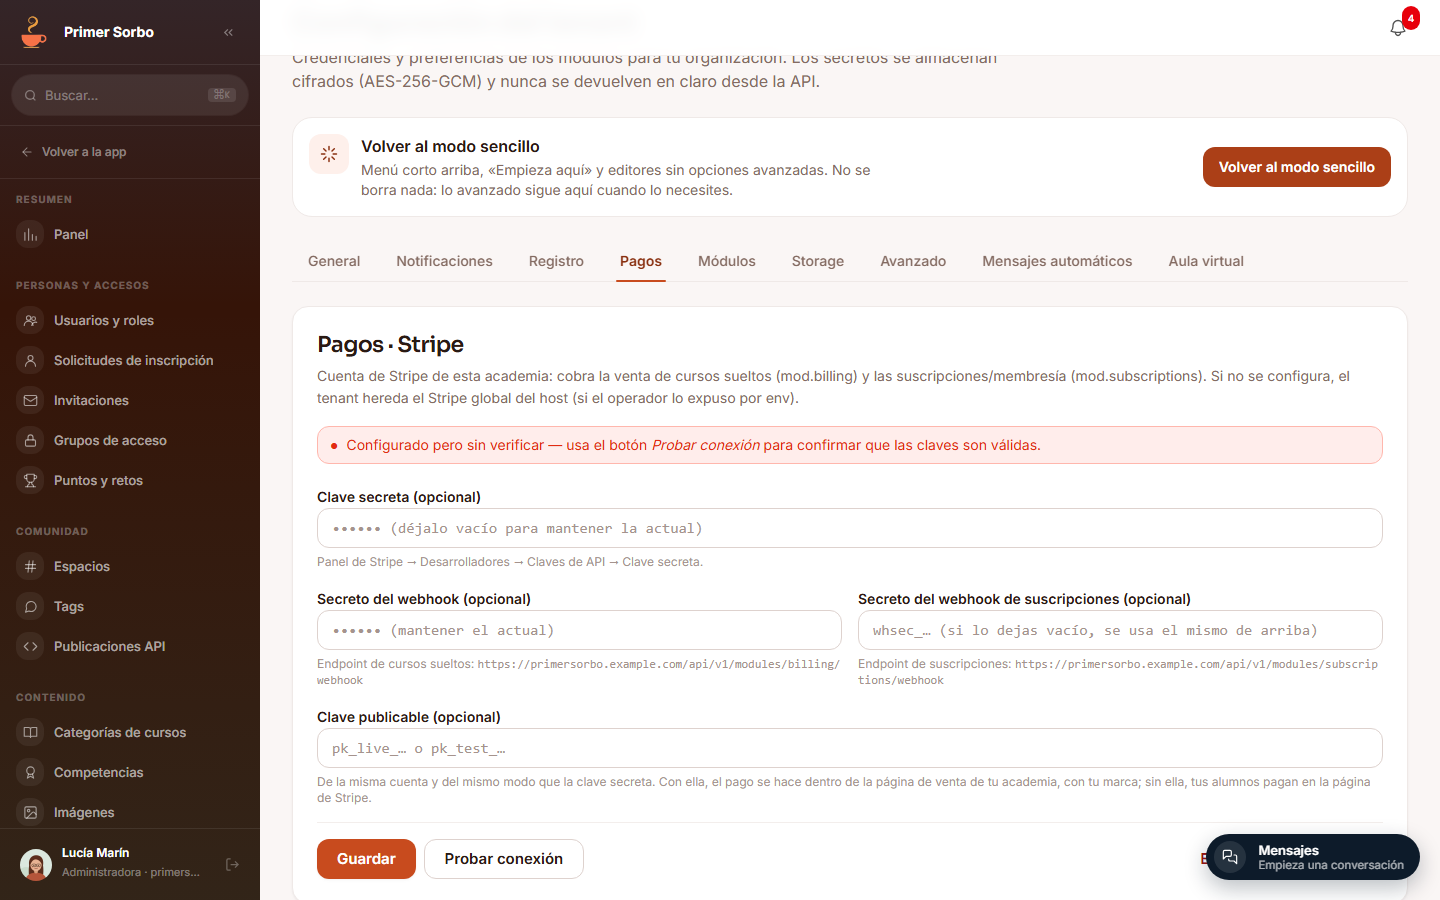 Primer Sorbo
Buscar...
⌘K
Volver a la app
RESUMEN
Panel
PERSONAS Y ACCESOS
Usuarios y roles
Solicitudes de inscripción
Invitaciones
Grupos de acceso
Puntos y retos
COMUNIDAD
Espacios
Tags
Publicaciones API
CONTENIDO
Categorías de cursos
Competencias
Imágenes
Lucía Marín
Administradora · primers...
4
Credenciales y preferencias de los módulos para tu organización. Los secretos se almacenan
cifrados (AES-256-GCM) y nunca se devuelven en claro desde la API.
Volver al modo sencillo
Menú corto arriba, «Empieza aquí» y editores sin opciones avanzadas. No se
borra nada: lo avanzado sigue aquí cuando lo necesites.
Volver al modo sencillo
General Notificaciones Registro Pagos Módulos Storage Avanzado Mensajes automáticos Aula virtual
Pagos · Stripe
Cuenta de Stripe de esta academia: cobra la venta de cursos sueltos (mod.billing) y las suscripciones/membresía (mod.subscriptions). Si no se configura, el
tenant hereda el Stripe global del host (si el operador lo expuso por env).
● Configurado pero sin verificar — usa el botón Probar conexión para confirmar que las claves son válidas.
Clave secreta (opcional)
•••••• (déjalo vacío para mantener la actual)
Panel de Stripe → Desarrolladores → Claves de API → Clave secreta.
Secreto del webhook (opcional)
•••••• (mantener el actual)
Endpoint de cursos sueltos: https://primersorbo.example.com/api/v1/modules/billing/
webhook
Secreto del webhook de suscripciones (opcional)
whsec_… (si lo dejas vacío, se usa el mismo de arriba)
Endpoint de suscripciones: https://primersorbo.example.com/api/v1/modules/subscrip
tions/webhook
Clave publicable (opcional)
pk_live_… o pk_test_…
De la misma cuenta y del mismo modo que la clave secreta. Con ella, el pago se hace dentro de la página de venta de tu academia, con tu marca; sin ella, tus alumnos pagan en la página
de Stripe.
Guardar
Probar conexión
Mensajes
Empieza una conversación